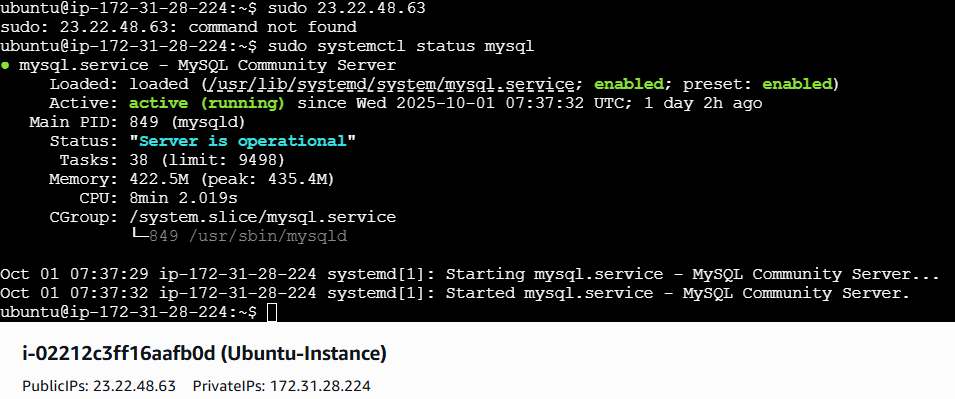 ubuntu@ip-172-31-28-224:~$ sudo 23.22.48.63
sudo: 23.22.48.63: command not found
ubuntu@ip-172-31-28-224:~$ sudo systemctl status mysql
● mysql.service - MySQL Community Server
     Loaded: loaded (/usr/lib/systemd/system/mysql.service; enabled; preset: enabled)
     Active: active (running) since Wed 2025-10-01 07:37:32 UTC; 1 day 2h ago
   Main PID: 849 (mysqld)
     Status: "Server is operational"
      Tasks: 38 (limit: 9498)
     Memory: 422.5M (peak: 435.4M)
        CPU: 8min 2.019s
     CGroup: /system.slice/mysql.service
             └─849 /usr/sbin/mysqld
Oct 01 07:37:29 ip-172-31-28-224 systemd[1]: Starting mysql.service - MySQL Community Server...
Oct 01 07:37:32 ip-172-31-28-224 systemd[1]: Started mysql.service - MySQL Community Server.
ubuntu@ip-172-31-28-224:~$
i-02212c3ff16aafb0d (Ubuntu-Instance)
PublicIPs: 23.22.48.63    PrivateIPs: 172.31.28.224